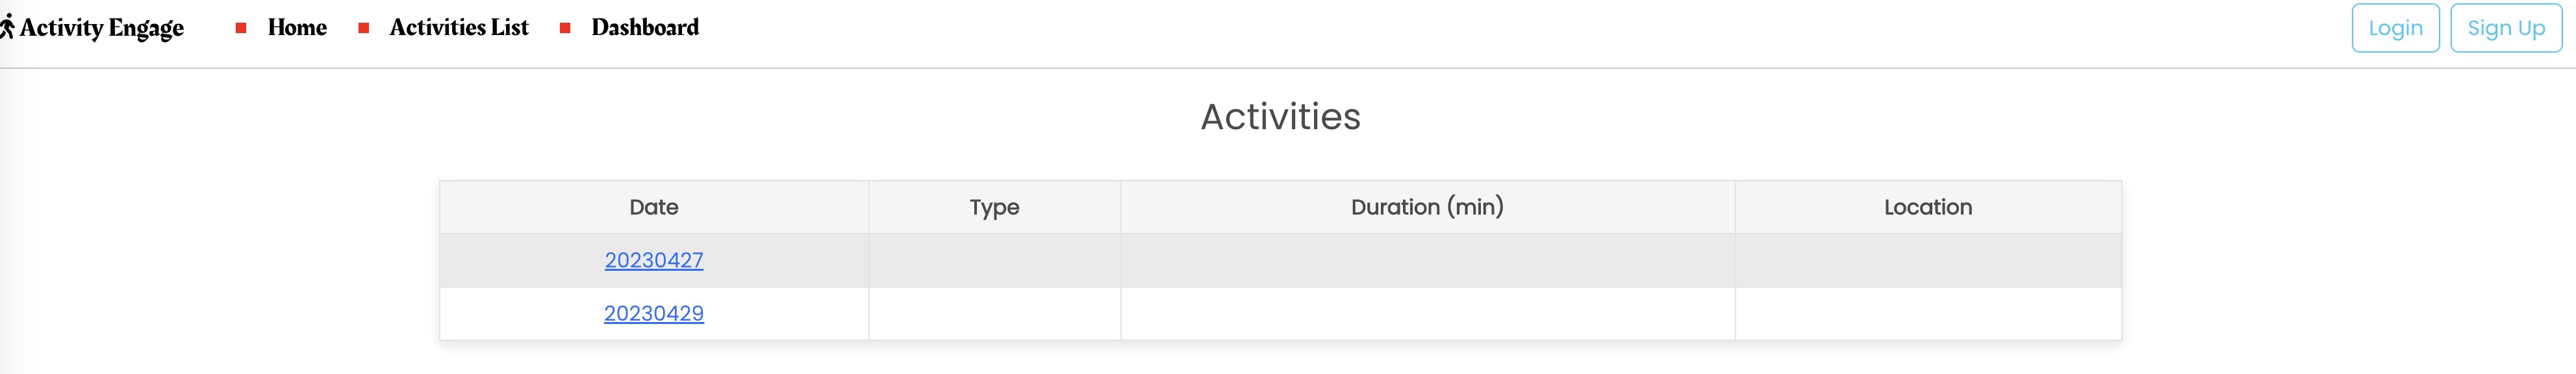 Activity Engage Home Activities List Dashboard Login Sign Up
Activities
Date Type Duration (min) Location
20230427
20230429